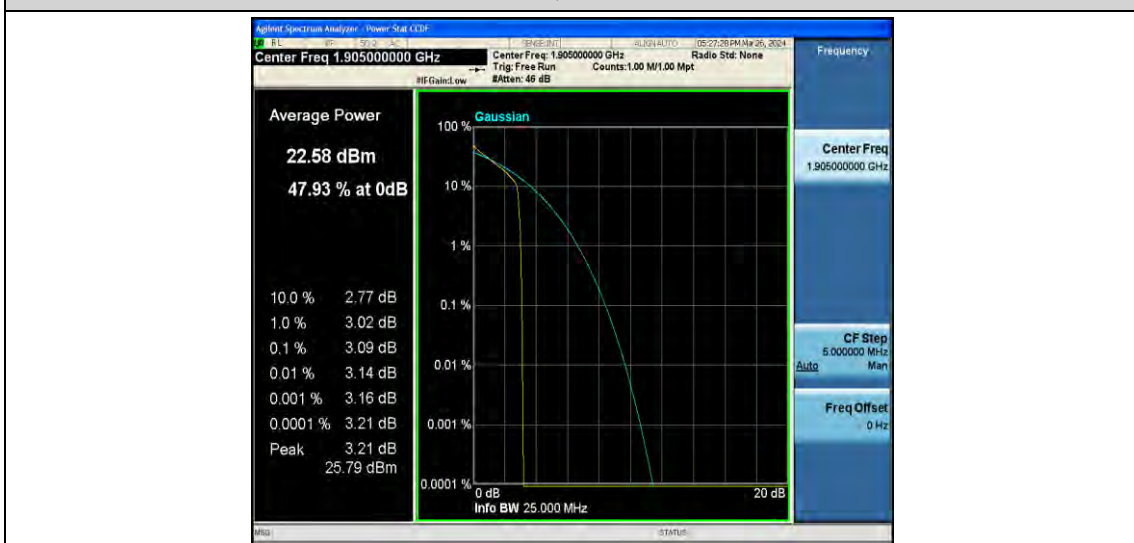 Agilent Spectrum Analyzer - Power Stat CCDF
RL RF 50 Ω AC SENSE:INT ALIGN AUTO 05:27:28 PM Mar 26, 2024
Center Freq 1.905000000 GHz
Center Freq: 1.905000000 GHz Radio Std: None
Trig: Free Run Counts:1.00 M/1.00 Mpt
#IFGain:Low #Atten: 46 dB
Frequency
Average Power
22.58 dBm
47.93 % at 0dB
10.0 % 2.77 dB
1.0 % 3.02 dB
0.1 % 3.09 dB
0.01 % 3.14 dB
0.001 % 3.16 dB
0.0001 % 3.21 dB
Peak 3.21 dB
25.79 dBm
Gaussian
100 %
10 %
1 %
0.1 %
0.01 %
0.001 %
0.0001 %
0 dB 20 dB
Info BW 25.000 MHz
Center Freq
1.905000000 GHz
CF Step
5.000000 MHz
Auto Man
Freq Offset
0 Hz
MSG STATUS